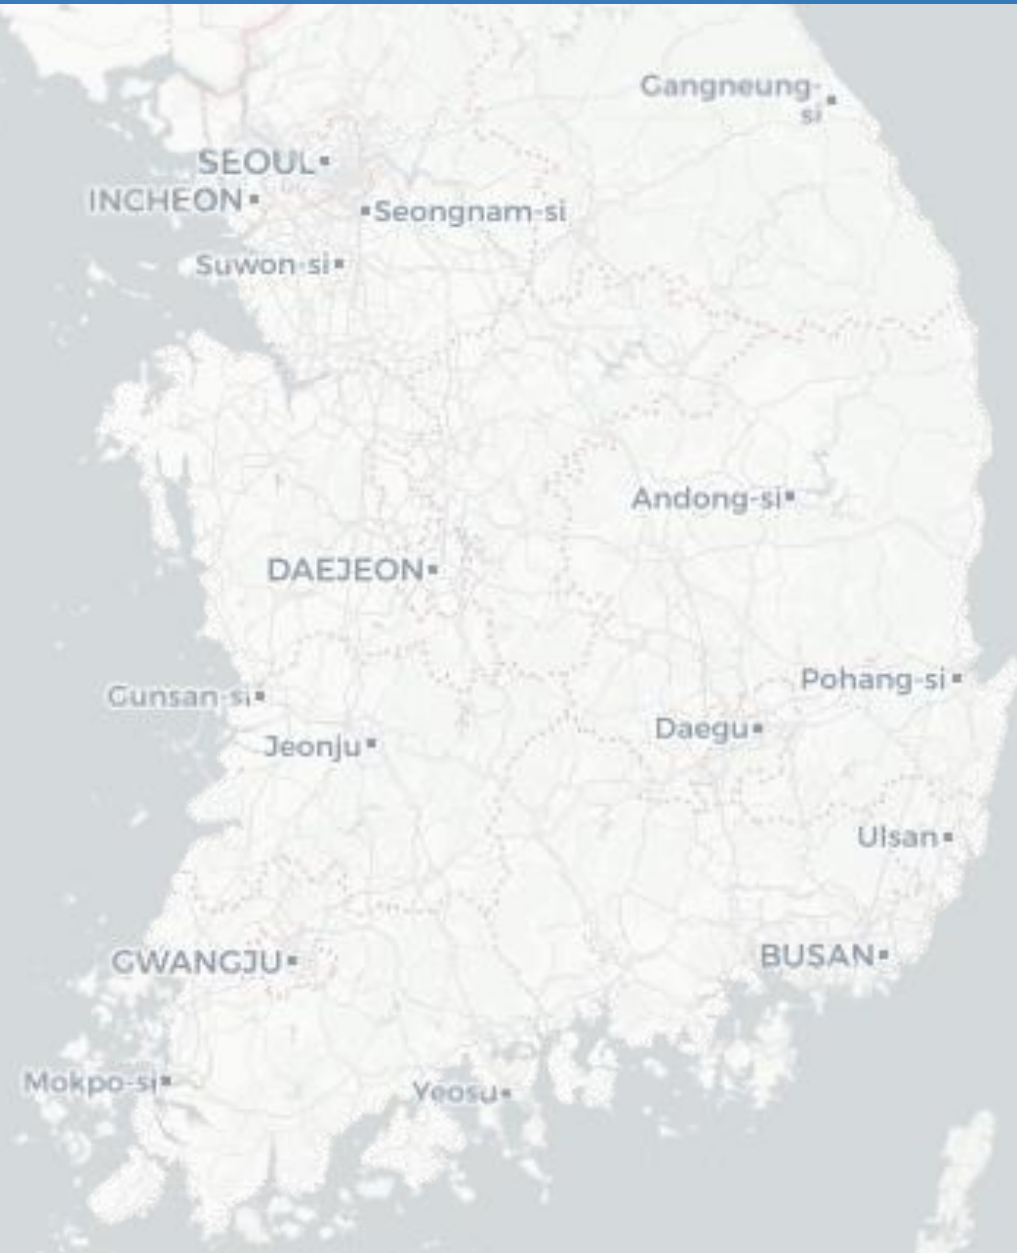 Gangneung-
si
SEOUL
INCHEON
Seongnam-si
Suwon-si
Andong-si
DAEJEON
Pohang-si
Gunsan-si
Daegu
Jeonju
Ulsan
BUSAN
GWANGJU
Mokpo-si
Yeosu